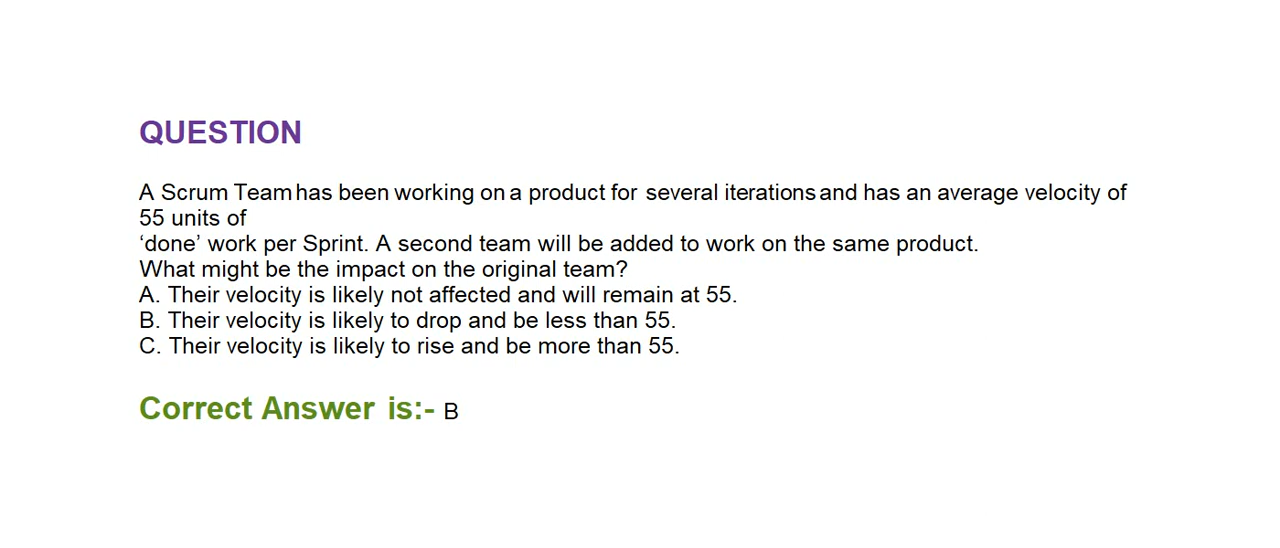 QUESTION
A Scrum Team has been working on a product for several iterations and has an average velocity of
55 units of
‘done’ work per Sprint. A second team will be added to work on the same product.
What might be the impact on the original team?
A. Their velocity is likely not affected and will remain at 55.
B. Their velocity is likely to drop and be less than 55.
C. Their velocity is likely to rise and be more than 55.
Correct Answer is:- B